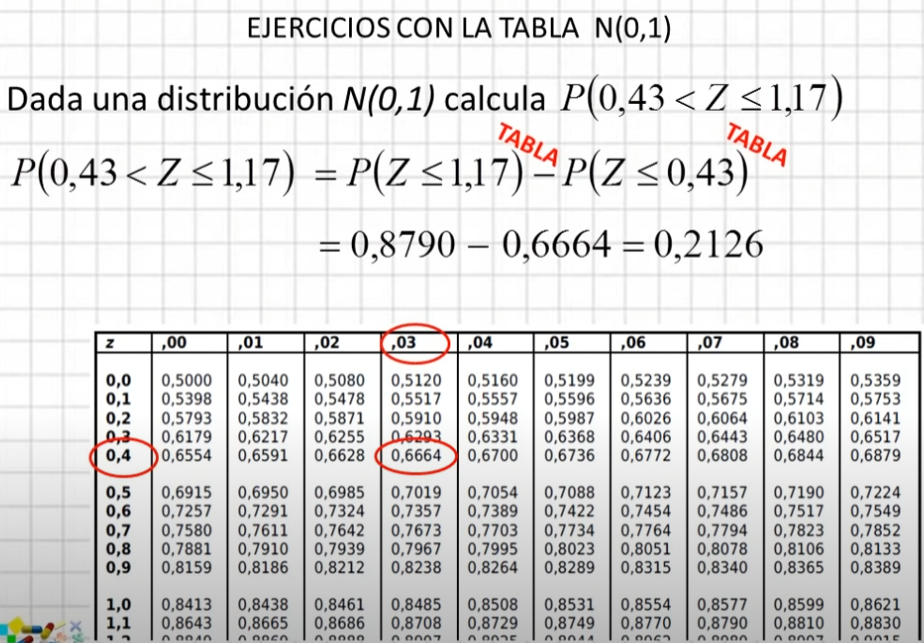 EJERCICIOS CON LA TABLA N(0,1)
Dada una distribución N(0,1) calcula P(0,43 < Z ≤ 1,17)
TABLA TABLA
P(0,43 < Z ≤ 1,17) = P(Z ≤ 1,17) − P(Z ≤ 0,43)
= 0,8790 − 0,6664 = 0,2126
z ,00 ,01 ,02 ,03 ,04 ,05 ,06 ,07 ,08 ,09
0,0 0,5000 0,5040 0,5080 0,5120 0,5160 0,5199 0,5239 0,5279 0,5319 0,5359
0,1 0,5398 0,5438 0,5478 0,5517 0,5557 0,5596 0,5636 0,5675 0,5714 0,5753
0,2 0,5793 0,5832 0,5871 0,5910 0,5948 0,5987 0,6026 0,6064 0,6103 0,6141
0,3 0,6179 0,6217 0,6255 0,6293 0,6331 0,6368 0,6406 0,6443 0,6480 0,6517
0,4 0,6554 0,6591 0,6628 0,6664 0,6700 0,6736 0,6772 0,6808 0,6844 0,6879
0,5 0,6915 0,6950 0,6985 0,7019 0,7054 0,7088 0,7123 0,7157 0,7190 0,7224
0,6 0,7257 0,7291 0,7324 0,7357 0,7389 0,7422 0,7454 0,7486 0,7517 0,7549
0,7 0,7580 0,7611 0,7642 0,7673 0,7703 0,7734 0,7764 0,7794 0,7823 0,7852
0,8 0,7881 0,7910 0,7939 0,7967 0,7995 0,8023 0,8051 0,8078 0,8106 0,8133
0,9 0,8159 0,8186 0,8212 0,8238 0,8264 0,8289 0,8315 0,8340 0,8365 0,8389
1,0 0,8413 0,8438 0,8461 0,8485 0,8508 0,8531 0,8554 0,8577 0,8599 0,8621
1,1 0,8643 0,8665 0,8686 0,8708 0,8729 0,8749 0,8770 0,8790 0,8810 0,8830